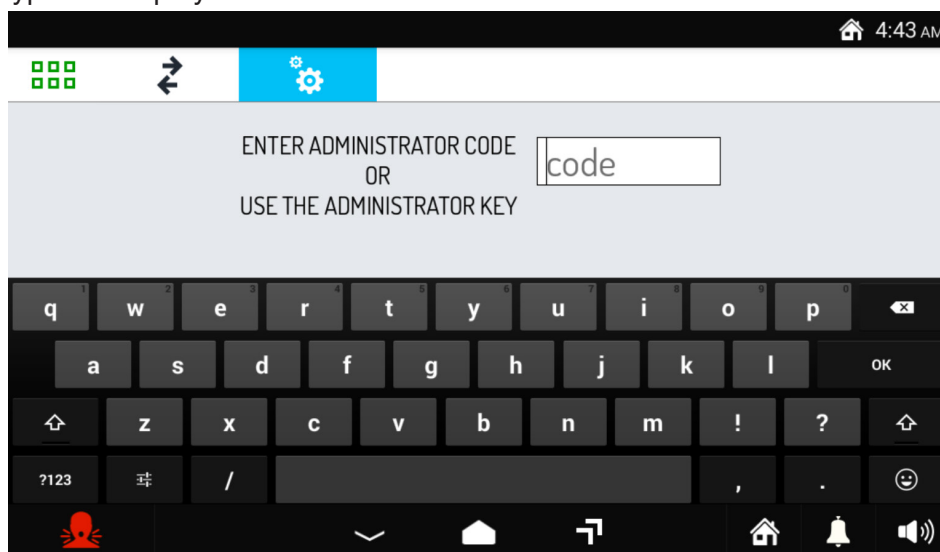 4:43 AM
ENTER ADMINISTRATOR CODE
OR
USE THE ADMINISTRATOR KEY
code
q 1 w 2 e 3 r 4 t 5 y 6 u 7 i 8 o 9 p 0
a s d f g h j k l OK
z x c v b n m ! ?
?123 / , .